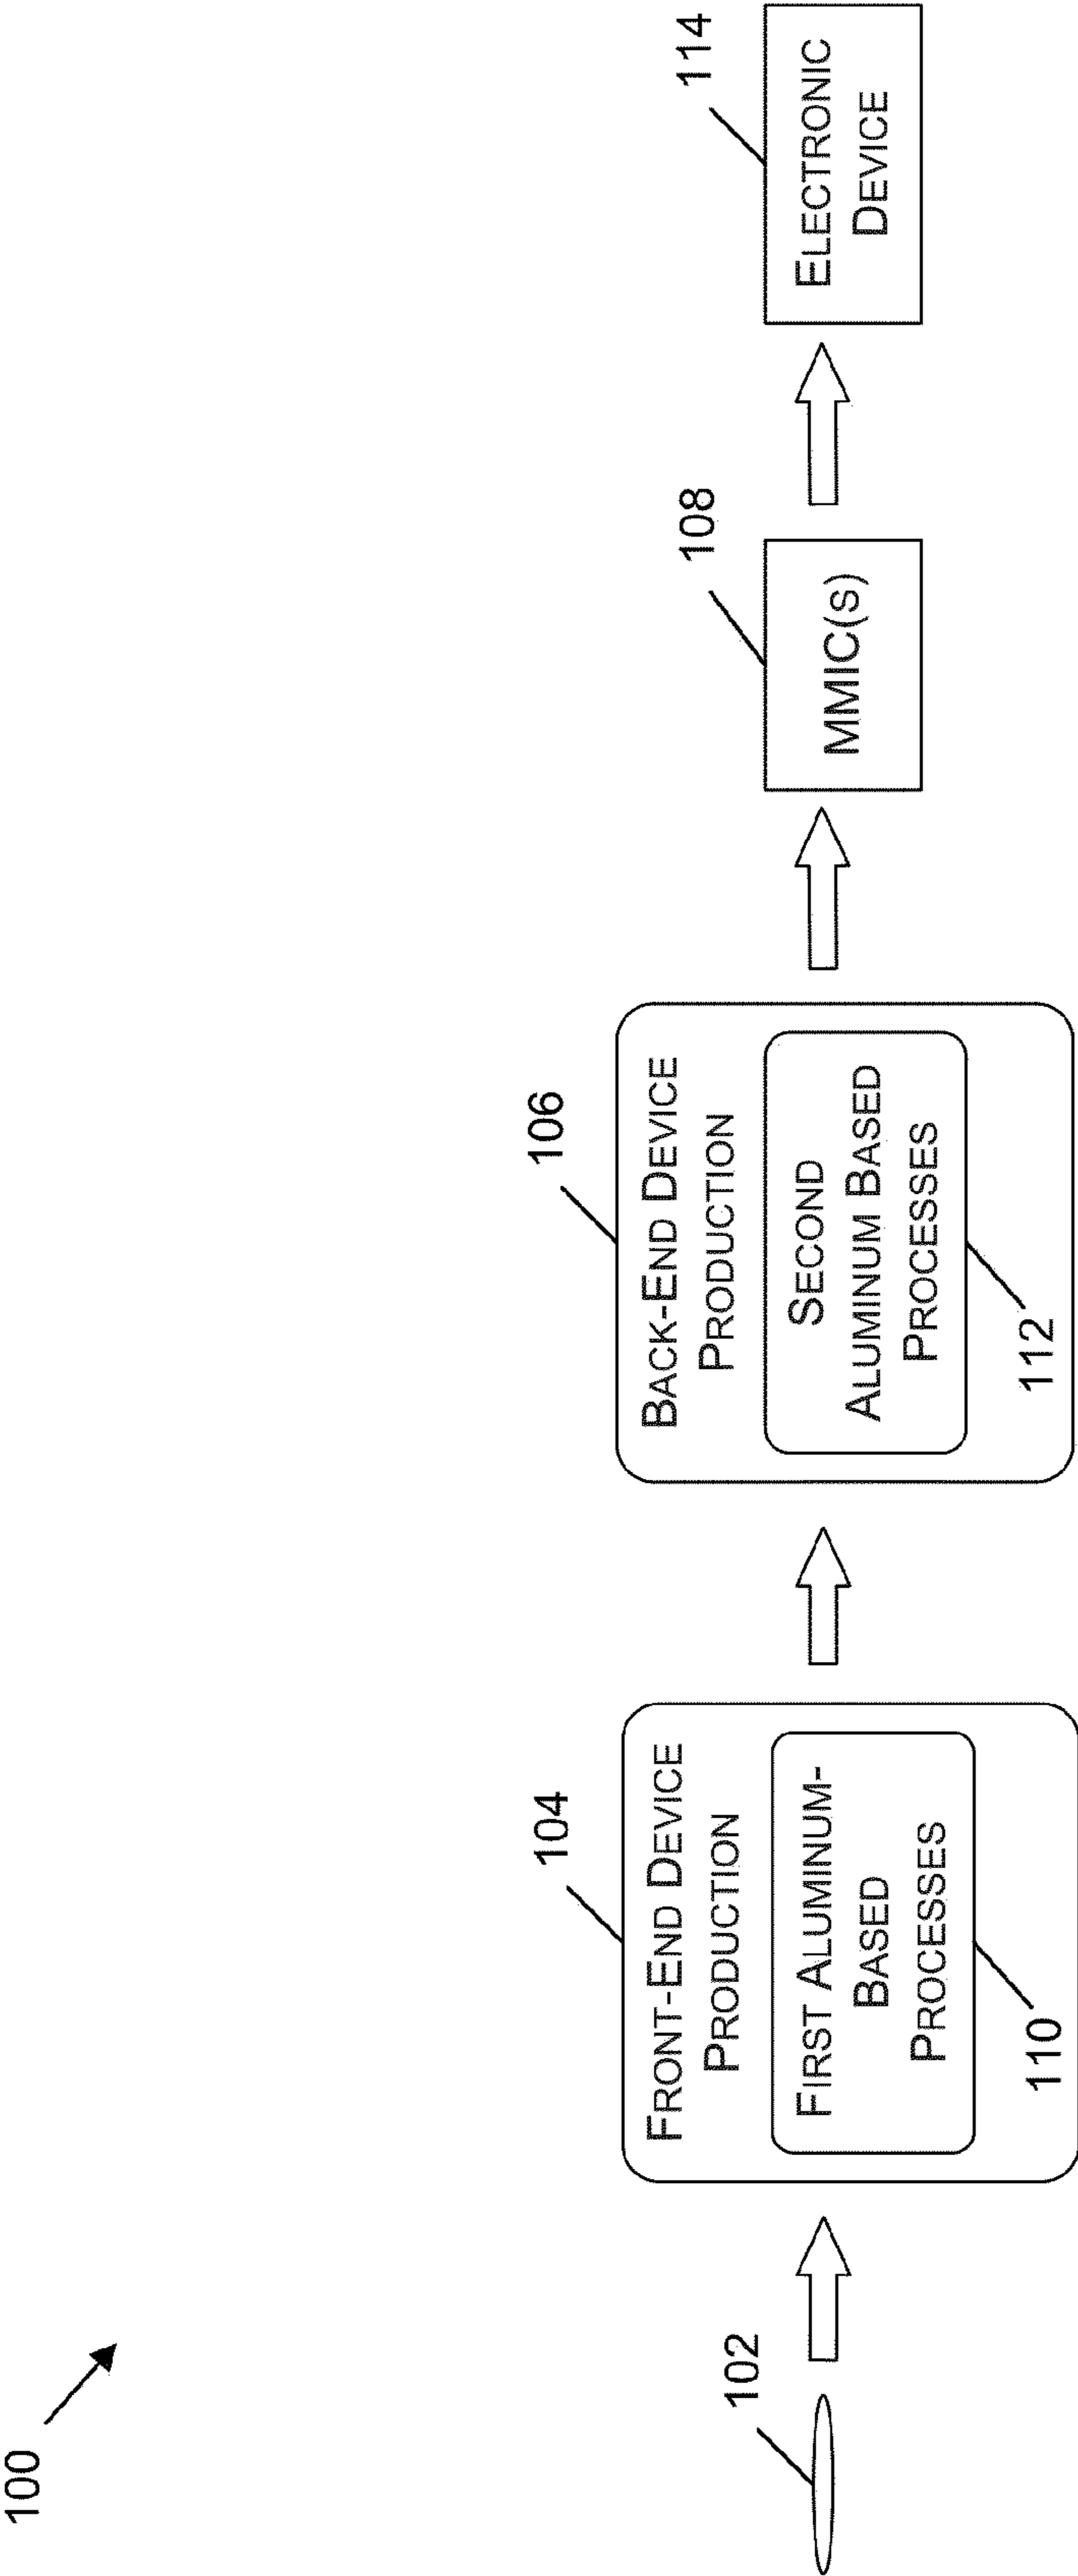 100
102
104
FRONT-END DEVICE
PRODUCTION
FIRST ALUMINUM-
BASED
PROCESSES
110
106
BACK-END DEVICE
PRODUCTION
SECOND
ALUMINUM BASED
PROCESSES
112
108
MMIC(S)
114
ELECTRONIC
DEVICE